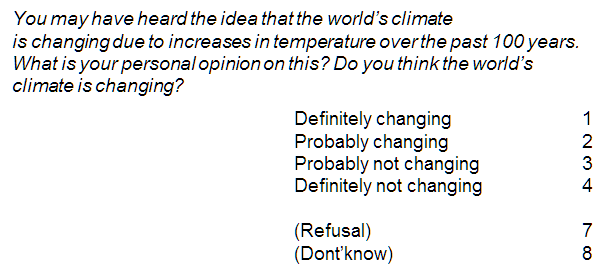 You may have heard the idea that the world's climate
is changing due to increases in temperature over the past 100 years.
What is your personal opinion on this? Do you think the world's
climate is changing?
Definitely changing 1
Probably changing 2
Probably not changing 3
Definitely not changing 4
(Refusal) 7
(Dont'know) 8